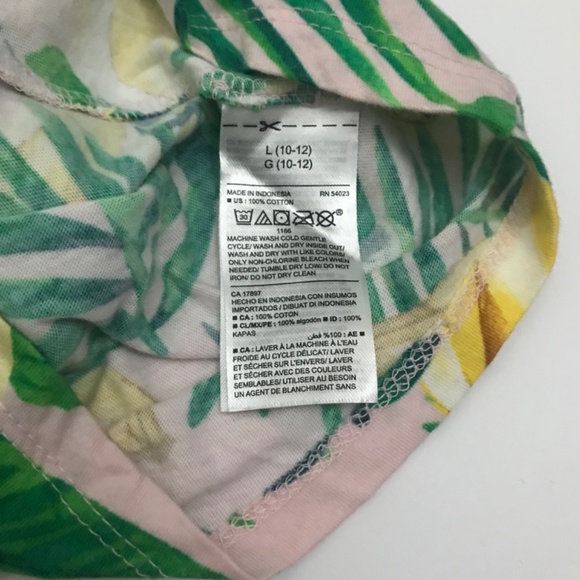 L (10-12)
G (10-12)
MADE IN INDONESIA RN 54023
■ US : 100% COTTON
30 ®
1186
MACHINE WASH COLD GENTLE
CYCLE/ WASH AND DRY INSIDE OUT/
WASH AND DRY WITH LIKE COLORS/
ONLY NON-CHLORINE BLEACH WHEN
NEEDED/ TUMBLE DRY LOW/ DO NOT
IRON/ DO NOT DRY CLEAN
CA 17897
HECHO EN INDONESIA CON INSUMOS
IMPORTADOS / DIBUAT DI INDONESIA
■ CA : 100% COTTON
■ CL/MX/PE : 100% algodón ■ ID : 100%
KAPAS قطن %100 : AE ■
■ CA : LAVER À LA MACHINE À L'EAU
FROIDE AU CYCLE DÉLICAT/ LAVER
ET SÉCHER SUR L'ENVERS/ LAVER
ET SÉCHER AVEC DES COULEURS
SEMBLABLES/ UTILISER AU BESOIN
UN AGENT DE BLANCHIMENT SANS